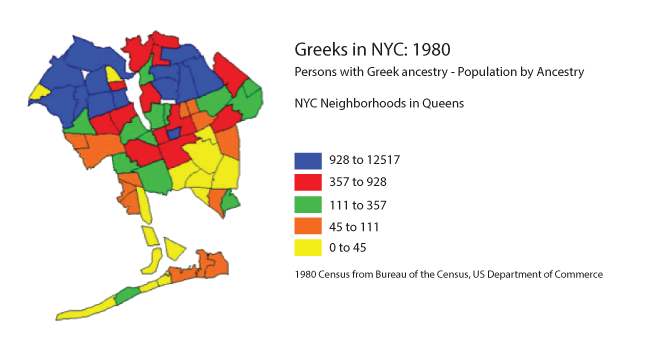 Greeks in NYC: 1980
Persons with Greek ancestry - Population by Ancestry
NYC Neighborhoods in Queens
928 to 12517
357 to 928
111 to 357
45 to 111
0 to 45
1980 Census from Bureau of the Census, US Department of Commerce